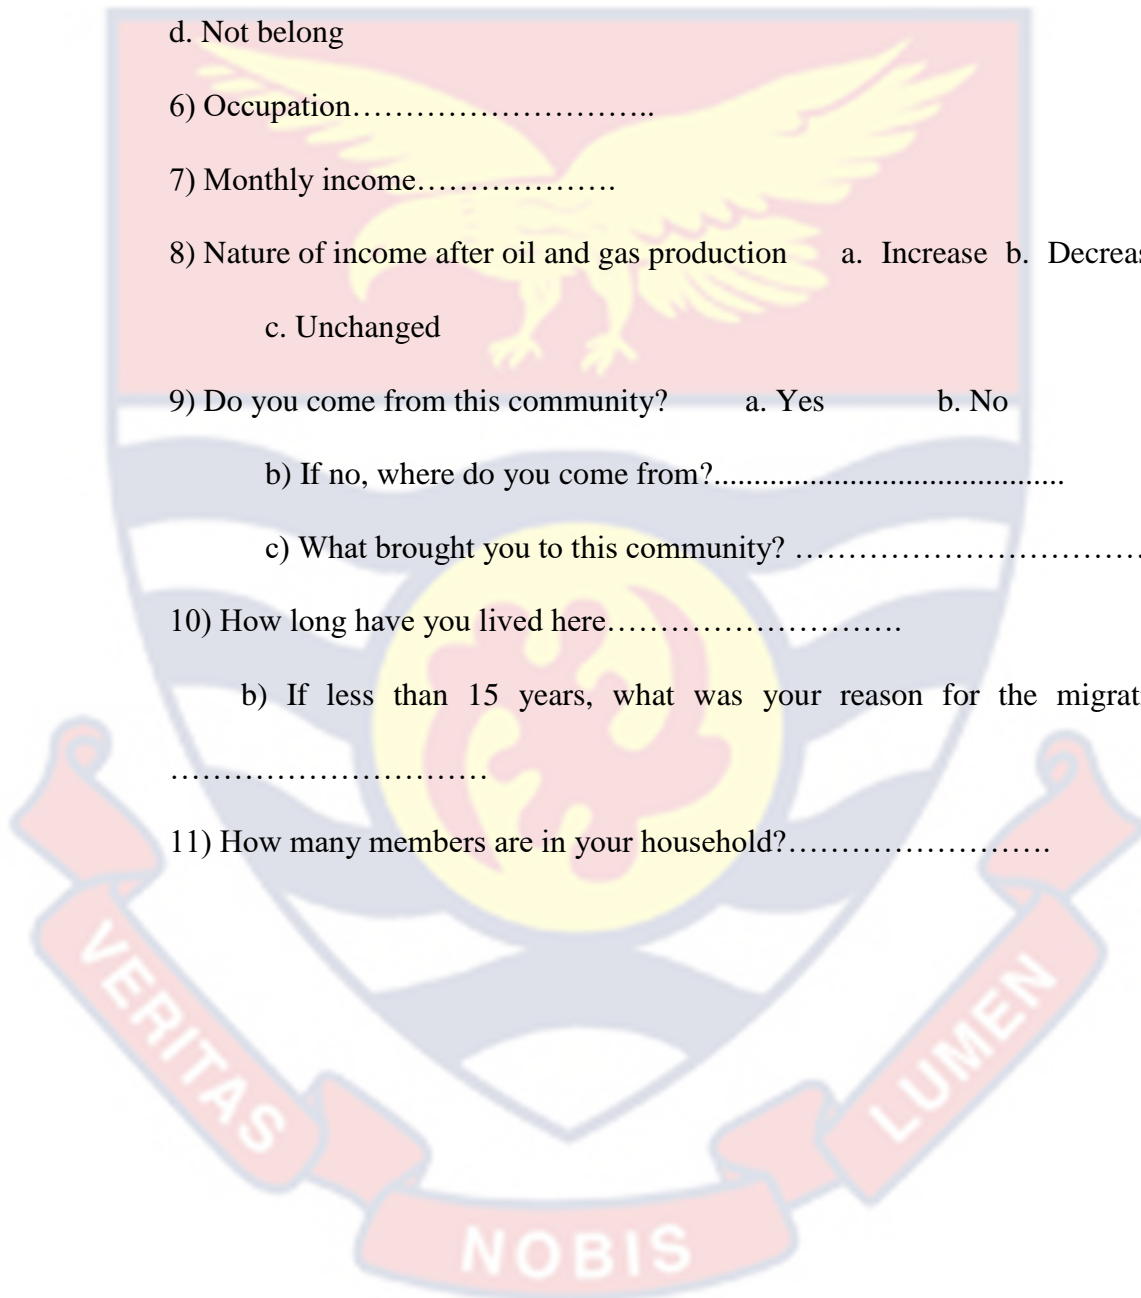 d. Not belong
6) Occupation………………………..
7) Monthly income……………….
8) Nature of income after oil and gas production a. Increase b. Decreas
c. Unchanged
9) Do you come from this community? a. Yes b. No
b) If no, where do you come from?............................................
c) What brought you to this community? ……………………………
10) How long have you lived here……………………….
b) If less than 15 years, what was your reason for the migrat
…………………………
11) How many members are in your household?…………………….
VERITAS
NOBIS
LUMEN